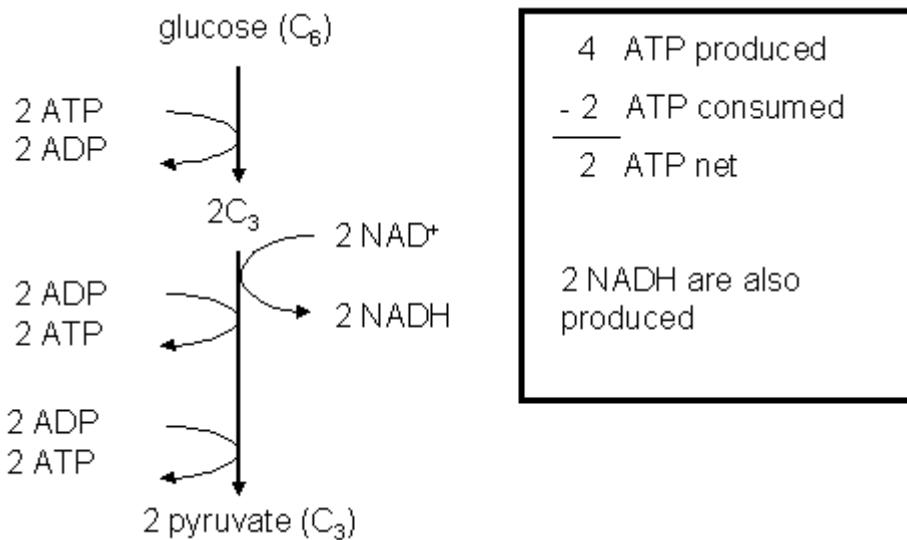 glucose (C₆)
2 ATP
2 ADP
2C₃
2 NAD⁺
2 NADH
2 ADP
2 ATP
2 ADP
2 ATP
2 pyruvate (C₃)
4 ATP produced
- 2 ATP consumed
2 ATP net
2 NADH are also
produced